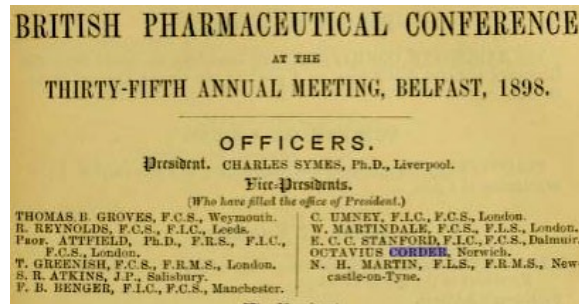 BRITISH PHARMACEUTICAL CONFERENCE
AT THE
THIRTY-FIFTH ANNUAL MEETING, BELFAST, 1898.
OFFICERS.
President. CHARLES SYMES, Ph.D., Liverpool.
Vice-Presidents.
(Who have filled the office of President.)
THOMAS B. GROVES, F.C.S., Weymouth.
R. REYNOLDS, F.C.S., F.I.C., Leeds.
PROF. ATTFIELD, Ph.D., F.R.S., F.I.C.,
F.C.S., London.
T. GREENISH, F.C.S., F.R.M.S., London.
S. R. ATKINS, J.P., Salisbury.
F. B. BENGER, F.I.C., F.C.S., Manchester.
C. UMNEY, F.I.C., F.C.S., London.
W. MARTINDALE, F.C.S., F.L.S., London.
E. C. C. STANFORD, F.I.C., F.C.S., Dalmuir.
OCTAVIUS CORDER, Norwich.
N. H. MARTIN, F.L.S., F.R.M.S., New-
castle-on-Tyne.